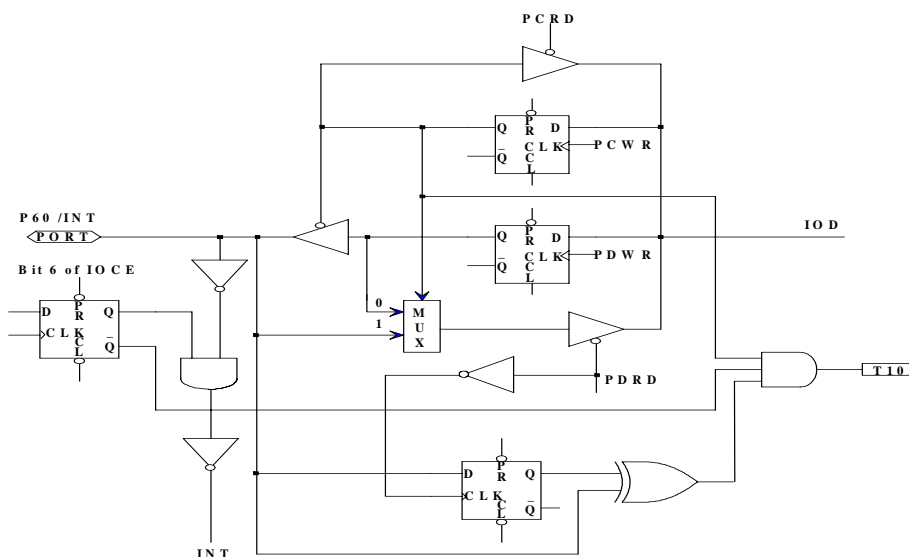 PCRD
Q
PR
D
CLK
PCWR
Q
CL
P60 /INT
PORT
IOD
Q
PR
D
CLK
PDWR
Q
CL
Bit 6 of IOCE
D
PR
Q
CLK
CL
Q
0
1
MUX
PDRD
T10
D
PR
Q
CLK
CL
Q
INT